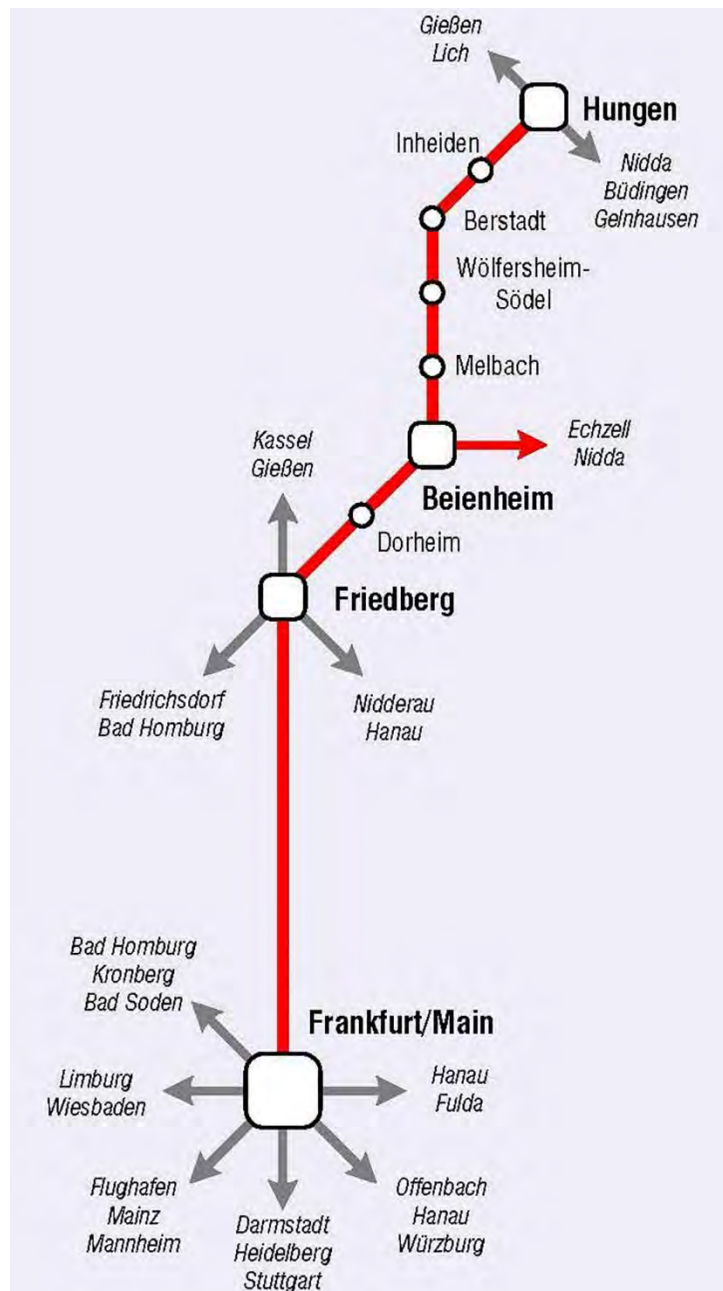 Gießen
Lich
Hungen
Inheiden
Nidda
Büdingen
Gelnhausen
Berstadt
Wölfersheim-
Södel
Melbach
Echzell
Nidda
Kassel
Gießen
Beienheim
Dorheim
Friedberg
Friedrichsdorf
Bad Homburg
Nidderau
Hanau
Bad Homburg
Kronberg
Bad Soden
Frankfurt/Main
Limburg
Wiesbaden
Hanau
Fulda
Flughafen
Mainz
Mannheim
Darmstadt
Heidelberg
Stuttgart
Offenbach
Hanau
Würzburg